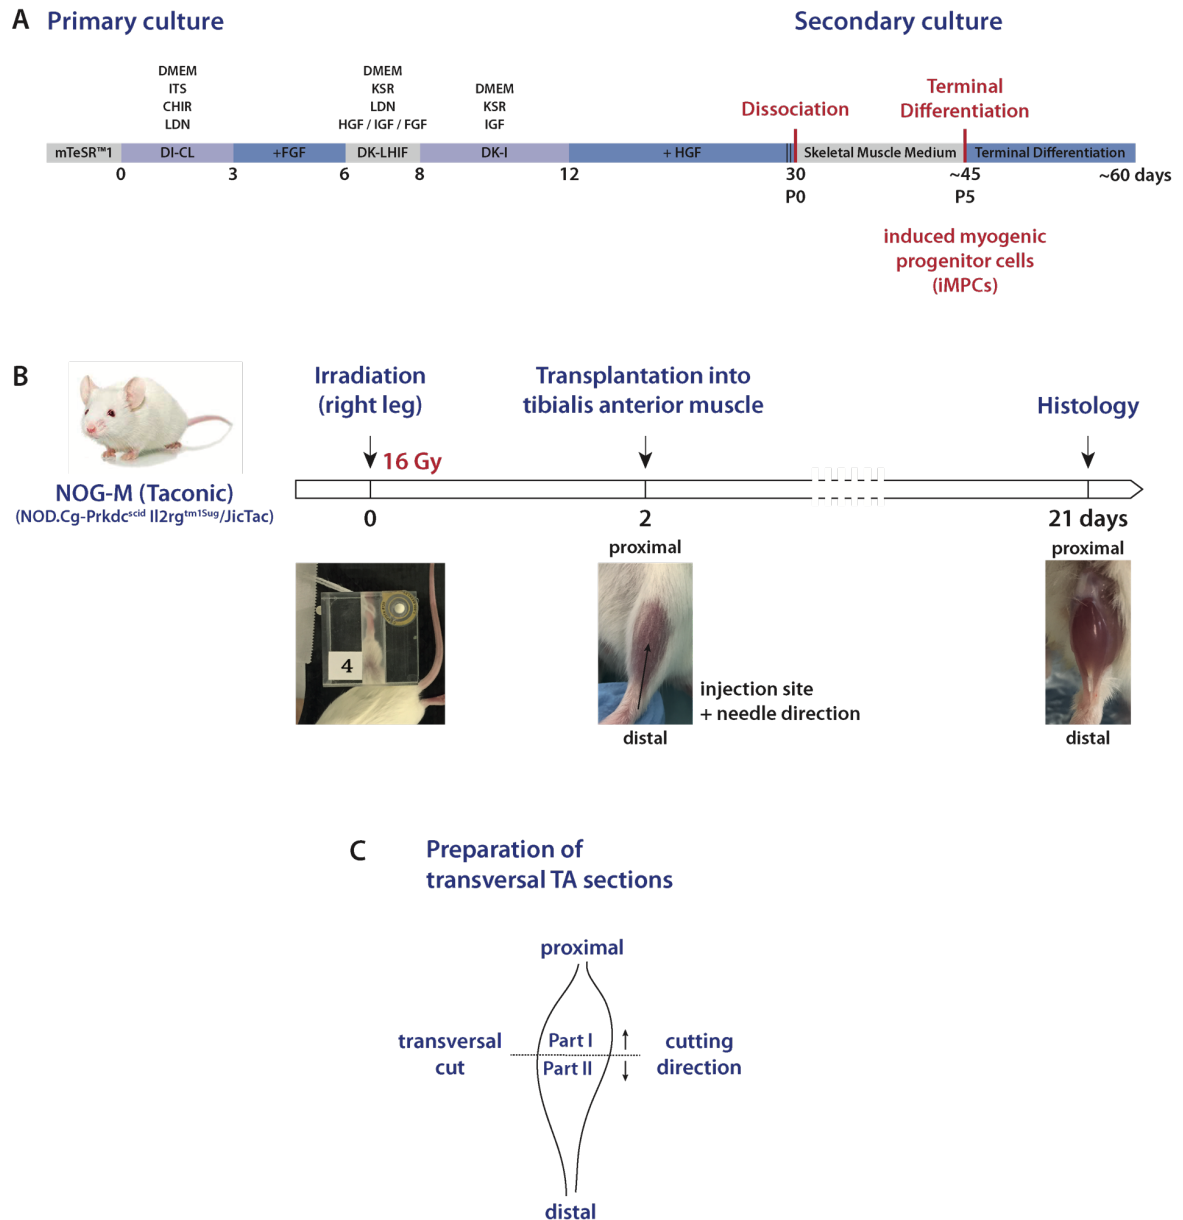 A Primary culture
Secondary culture
DMEM
ITS
CHIR
LDN
DMEM
KSR
LDN
HGF / IGF / FGF
DMEM
KSR
IGF
Dissociation
Terminal
Differentiation
mTeSR™1 DI-CL +FGF DK-LHIF DK-I + HGF Skeletal Muscle Medium Terminal Differentiation
0 3 6 8 12 30 ~45 ~60 days
P0 P5
induced myogenic
progenitor cells
(iMPCs)
B
NOG-M (Taconic)
(NOD.Cg-Prkdcscid Il2rgtm1Sug/JicTac)
Irradiation
(right leg)
Transplantation into
tibialis anterior muscle
Histology
16 Gy
0 2 21 days
4
proximal
injection site
+ needle direction
distal
proximal
distal
C Preparation of
transversal TA sections
proximal
transversal
cut
Part I
Part II
cutting
direction
distal